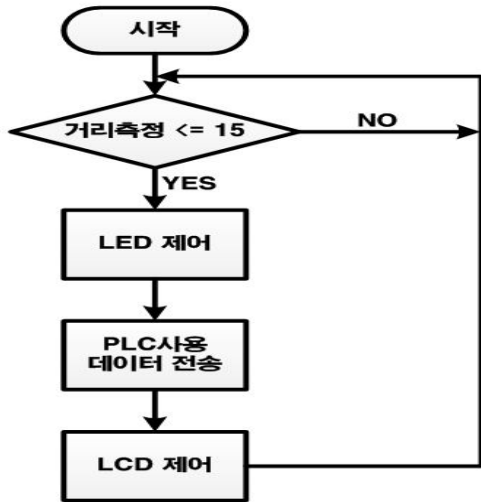 시작
거리측정 <= 15
NO
YES
LED 제어
PLC사용
데이터 전송
LCD 제어